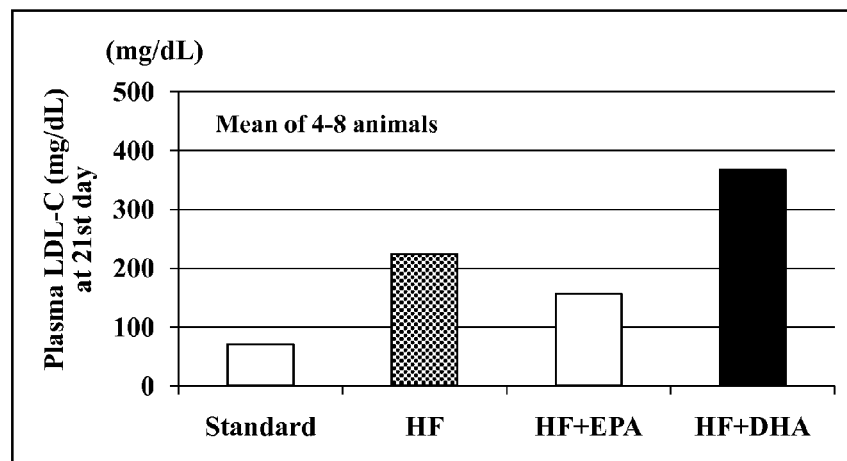 (mg/dL)
Plasma LDL-C (mg/dL)
at 21st day
500
400
300
200
100
0
Mean of 4-8 animals
Standard HF HF+EPA HF+DHA